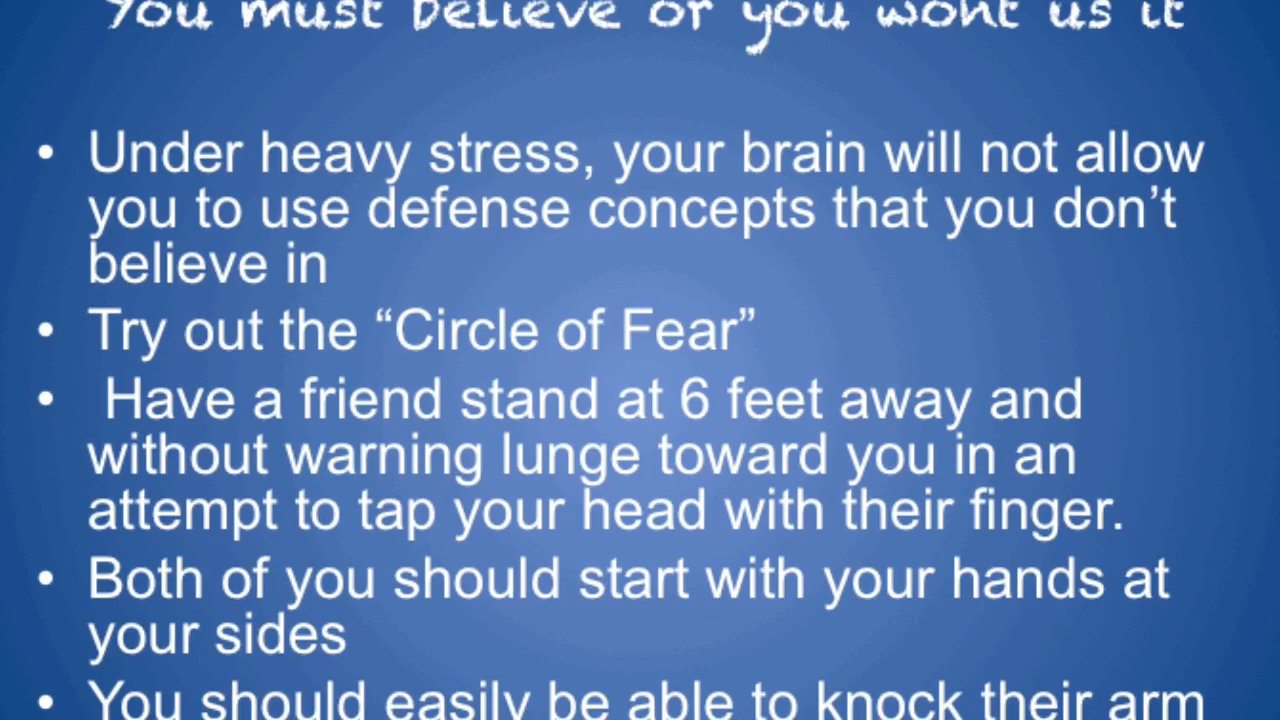 You must believe or you wont us it
• Under heavy stress, your brain will not allow
you to use defense concepts that you don’t
believe in
• Try out the “Circle of Fear”
• Have a friend stand at 6 feet away and
without warning lunge toward you in an
attempt to tap your head with their finger.
• Both of you should start with your hands at
your sides
• You should easily be able to knock their arm